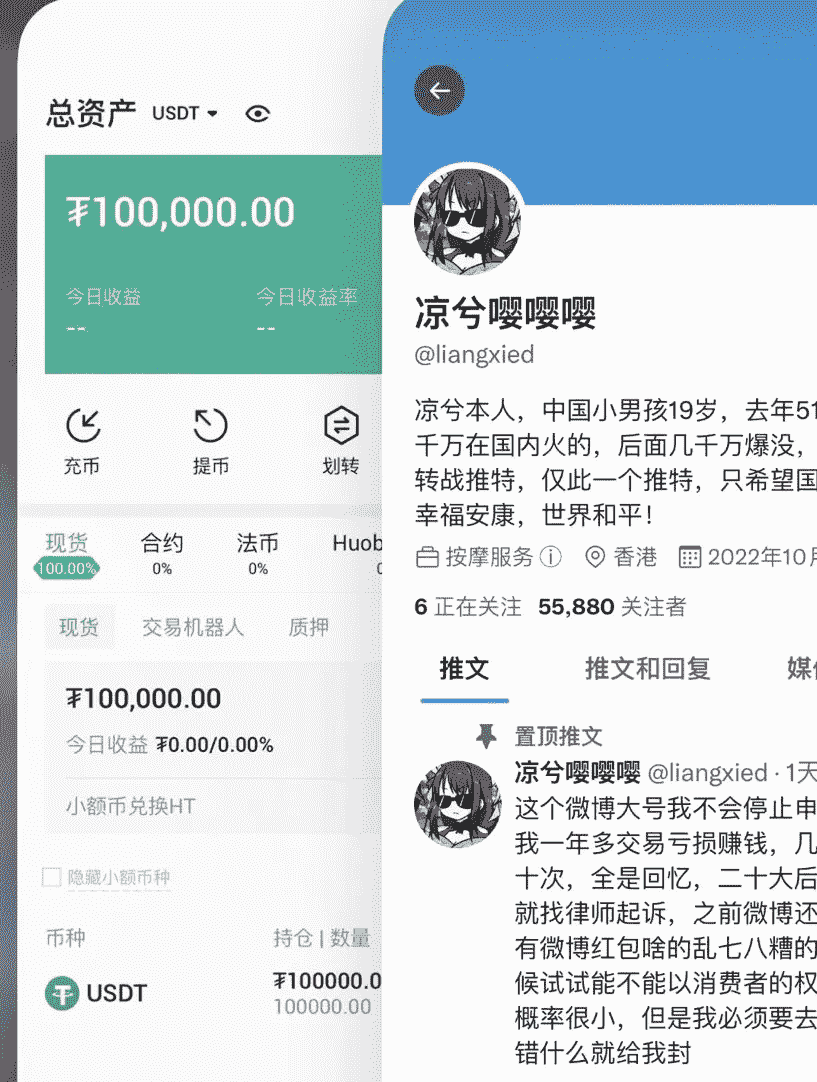 总资产 USDT
₮100,000.00
今日收益 今日收益率
-- --
充币 提币 划转
现货 合约 法币 Huob
100.00% 0% 0%
现货 交易机器人 质押
₮100,000.00
今日收益 ₮0.00/0.00%
小额币兑换HT
隐藏小额币种
币种 持仓 | 数量
USDT ₮100000.0
100000.00
凉兮嘤嘤嘤
@liangxied
凉兮本人，中国小男孩19岁，去年51
千万在国内火的，后面几千万爆没，
转战推特，仅此一个推特，只希望国
幸福安康，世界和平！
按摩服务 香港 2022年10月
6 正在关注 55,880 关注者
推文 推文和回复 媒体
置顶推文
凉兮嘤嘤嘤 @liangxied · 1天
这个微博大号我不会停止申
我一年多交易亏损赚钱，几
十次，全是回忆，二十大后
就找律师起诉，之前微博还
有微博红包啥的乱七八糟的
候试试能不能以消费者的权
概率很小，但是我必须要去
错什么就给我封